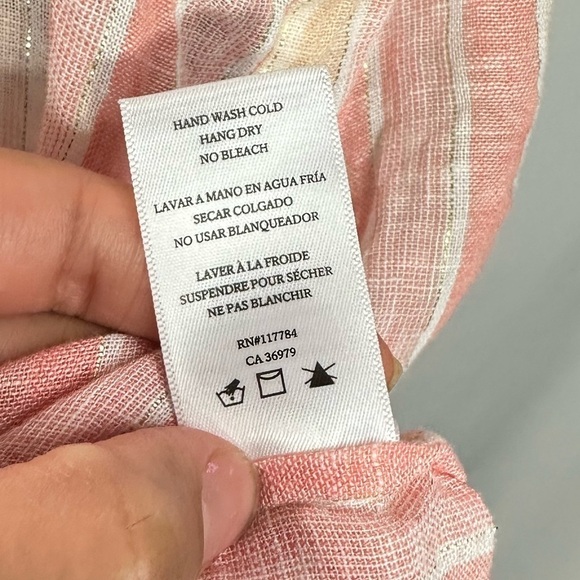 HAND WASH COLD
HANG DRY
NO BLEACH
LAVAR A MANO EN AGUA FRÍA
SECAR COLGADO
NO USAR BLANQUEADOR
LAVER À LA FROIDE
SUSPENDRE POUR SÉCHER
NE PAS BLANCHIR
RN#117784
CA 36979